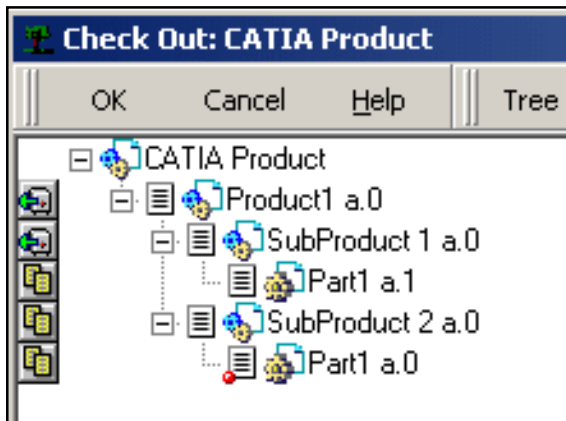 Check Out: CATIA Product
OK Cancel Help Tree
CATIA Product
Product1 a.0
SubProduct 1 a.0
Part1 a.1
SubProduct 2 a.0
Part1 a.0